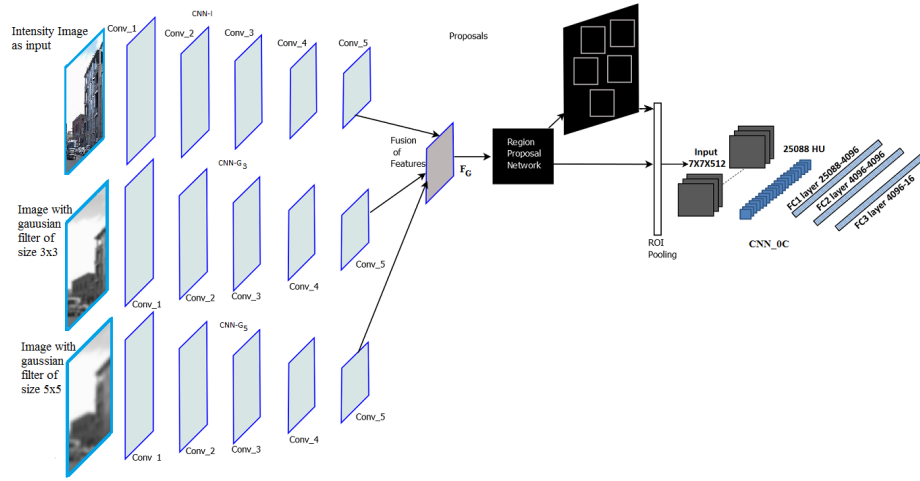 CNN-I
Intensity Image
as input
Conv_1
Conv_2
Conv_3
Conv_4
Conv_5
Proposals
Fusion
of
Features
F_G
Region
Proposal
Network
Input
7X7X512
25088 HU
FC1 layer 25088-4096
FC2 layer 4096-4096
FC3 layer 4096-16
CNN_0C
ROI
Pooling
CNN-G3
Image with
gauusian
filter of
size 3x3
Conv_1
Conv_2
Conv_3
Conv_4
Conv_5
CNN-G5
Image with
gaussian
filter of
size 5x5
Conv 1
Conv_2
Conv_3
Conv_4
Conv_5